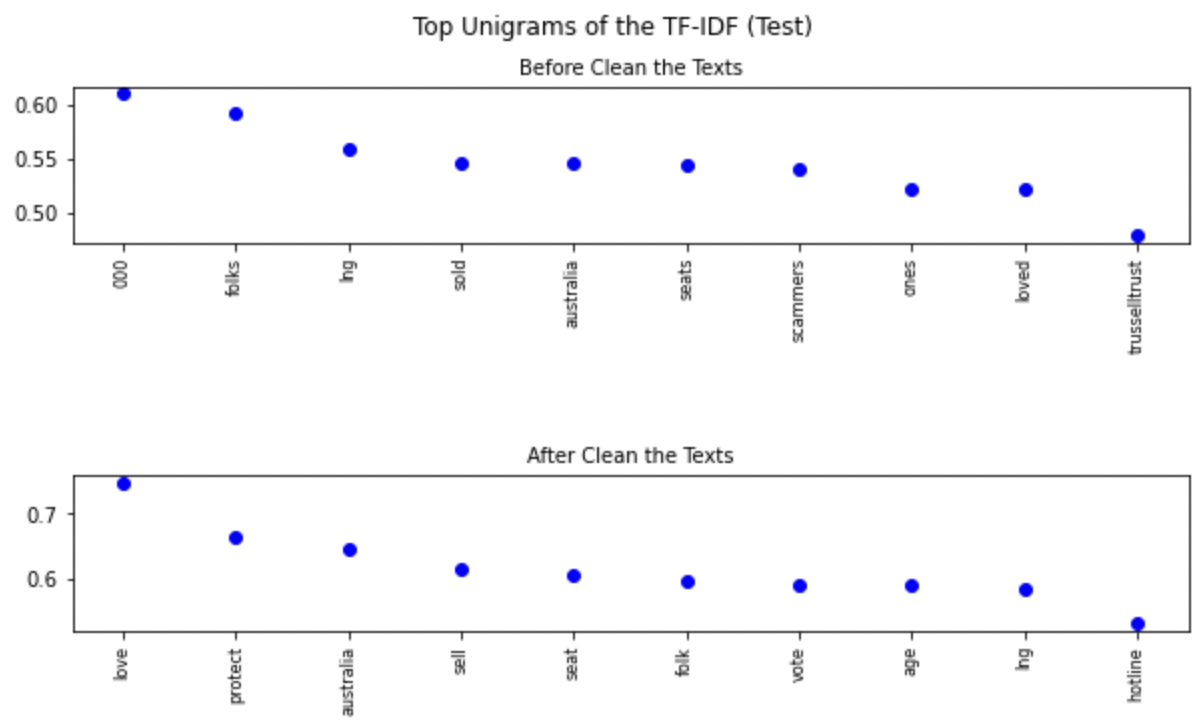 Top Unigrams of the TF-IDF (Test)
Before Clean the Texts
0.60
0.55
0.50
000
folks
lng
sold
australia
seats
scammers
ones
loved
trusselltrust
After Clean the Texts
0.7
0.6
love
protect
australia
sell
seat
folk
vote
age
lng
hotline